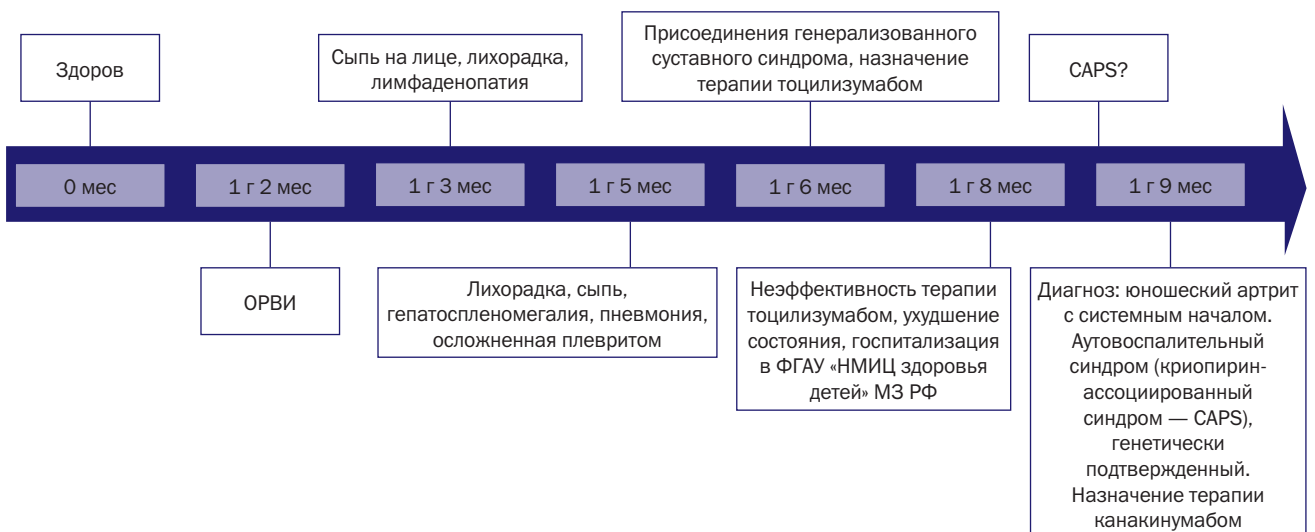 Здоров
Сыпь на лице, лихорадка,
лимфаденопатия
Присоединения генерализованного
суставного синдрома, назначение
терапии тоцилизумабом
CAPS?
0 мес
1 г 2 мес
1 г 3 мес
1 г 5 мес
1 г 6 мес
1 г 8 мес
1 г 9 мес
ОРВИ
Лихорадка, сыпь,
гепатоспленомегалия, пневмония,
осложненная плевритом
Неэффективность терапии
тоцилизумабом, ухудшение
состояния, госпитализация
в ФГАУ «НМИЦ здоровья
детей» МЗ РФ
Диагноз: юношеский артрит
с системным началом.
Аутовоспалительный
синдром (криопирин-
ассоциированный
синдром — CAPS),
генетически
подтвержденный.
Назначение терапии
канакинумабом